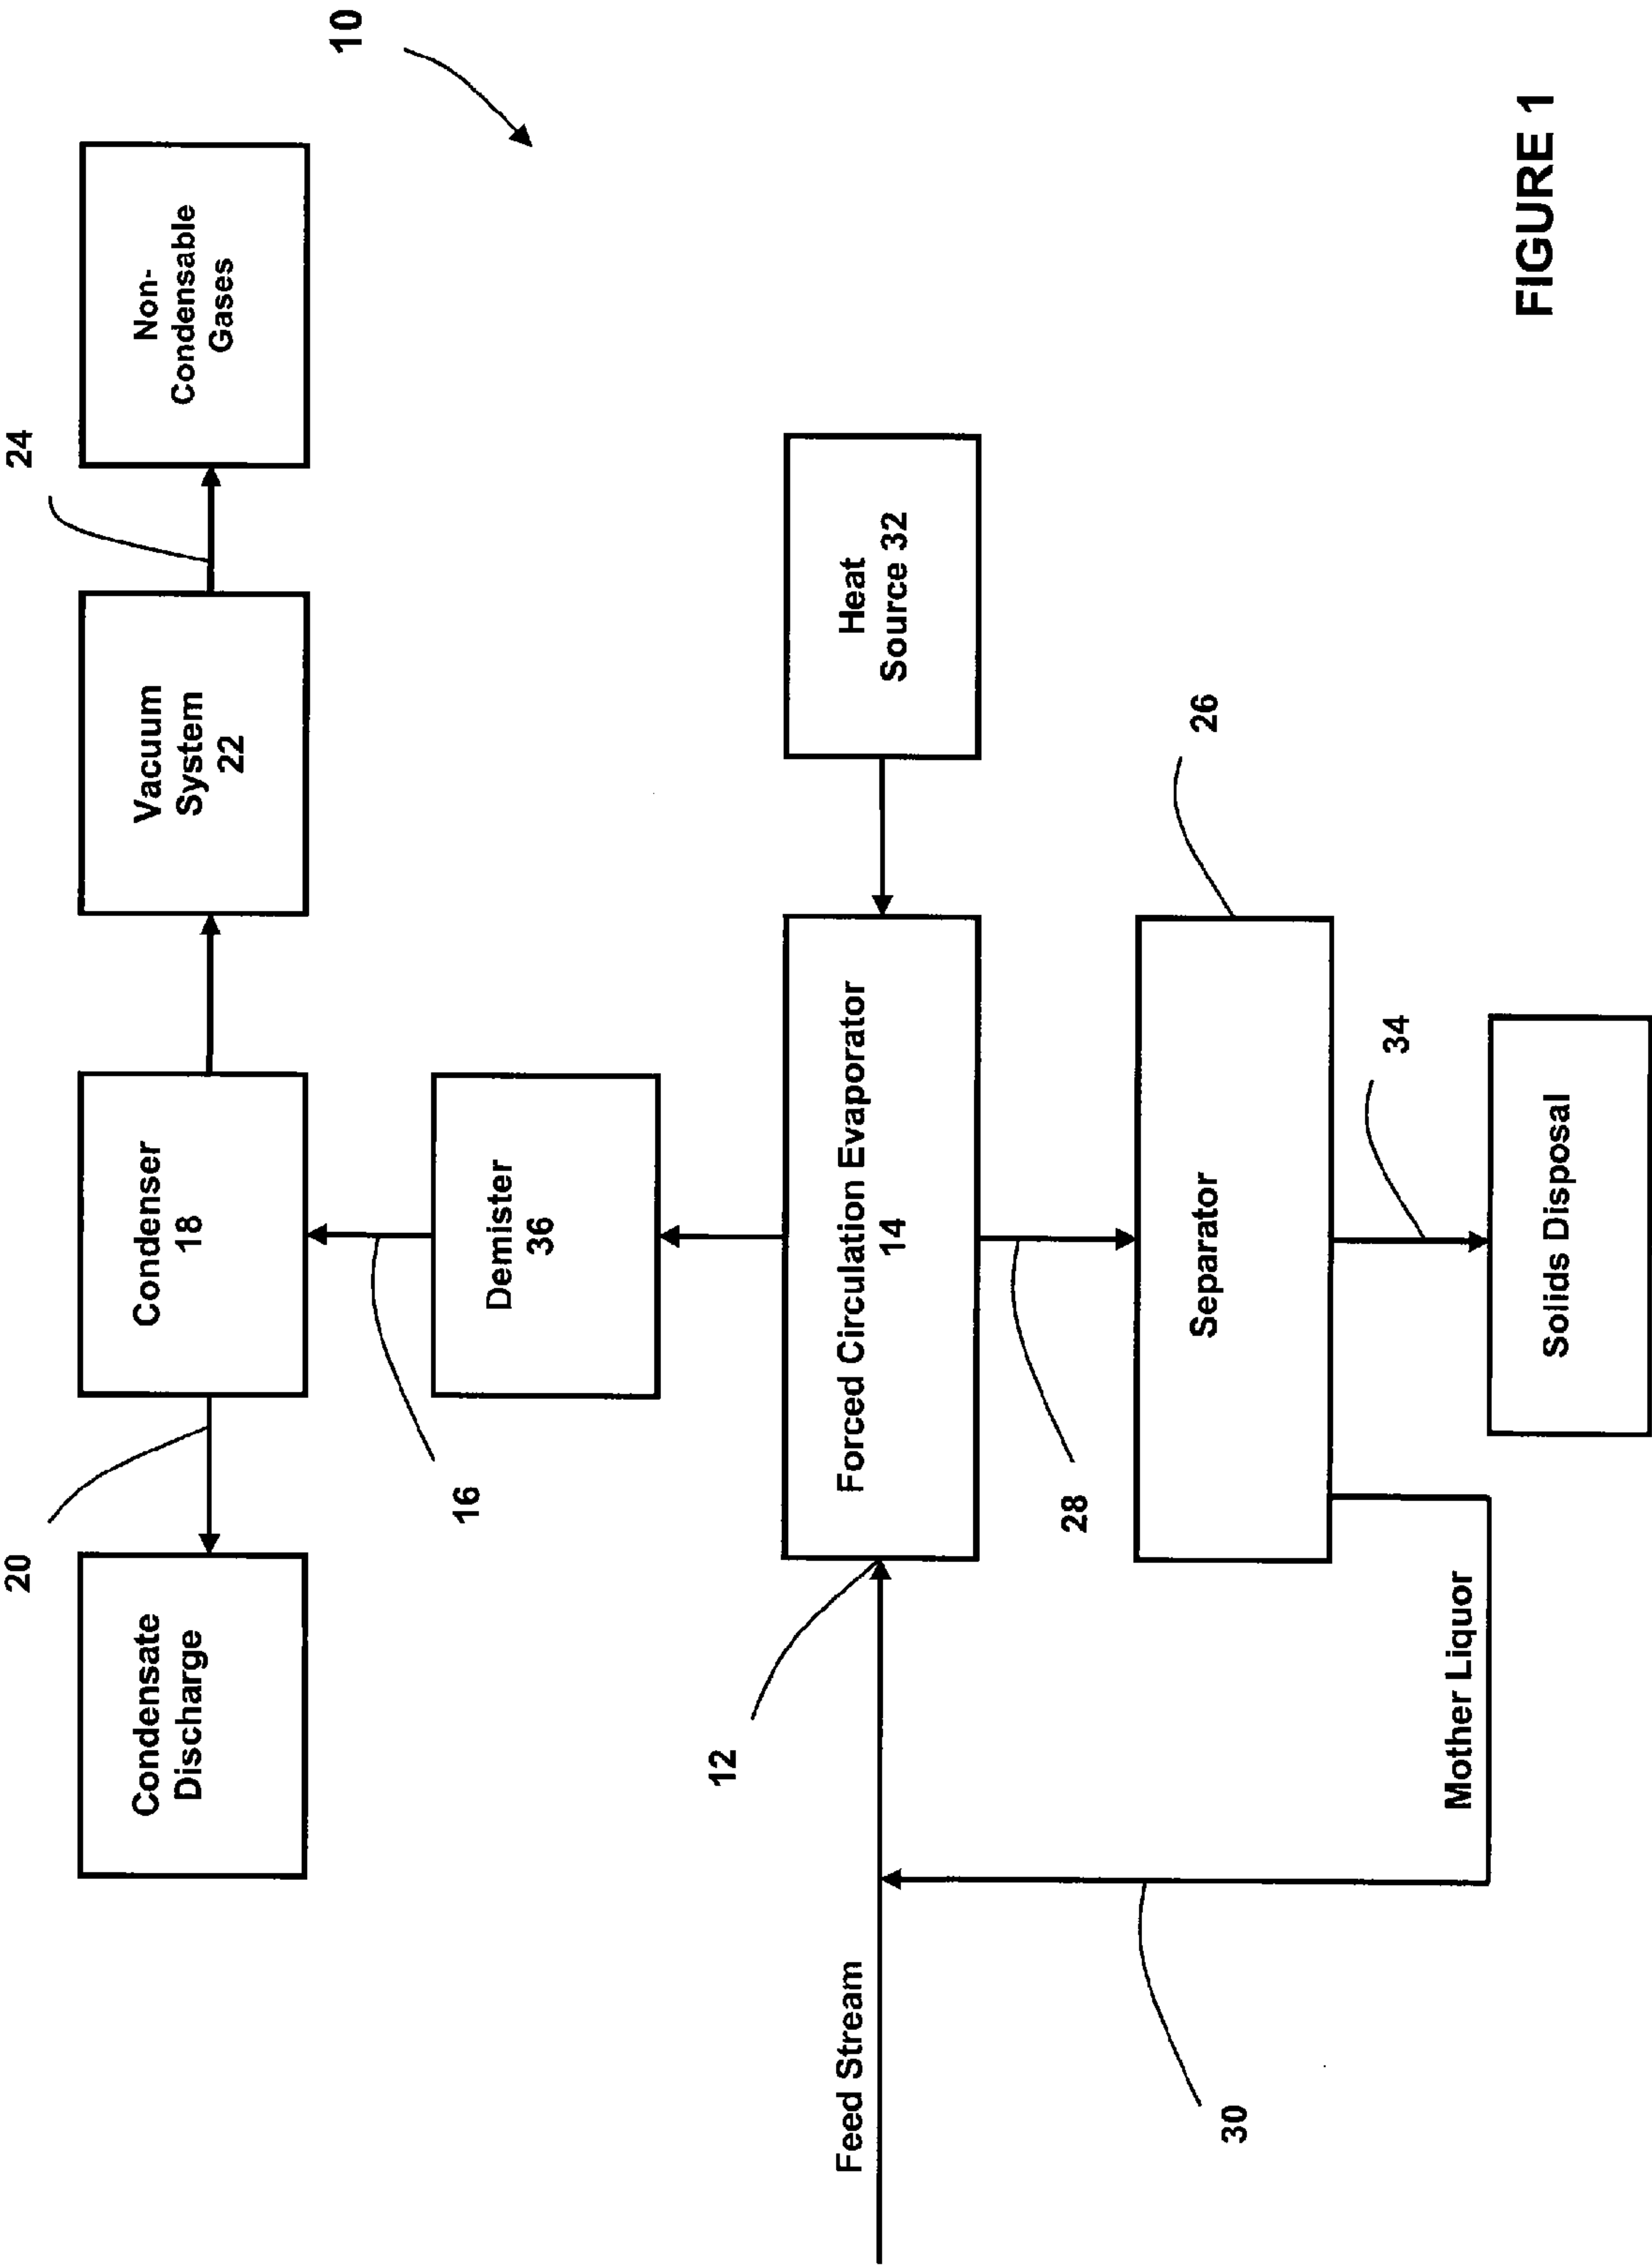 20
24
10
Condensate
Discharge
Condenser
18
Vacuum
System
22
Non-
Condensable
Gases
16
Demister
36
12
Feed Stream
Forced Circulation Evaporator
14
Heat
Source 32
28
26
30
Separator
Mother Liquor
34
Solids Disposal
FIGURE 1